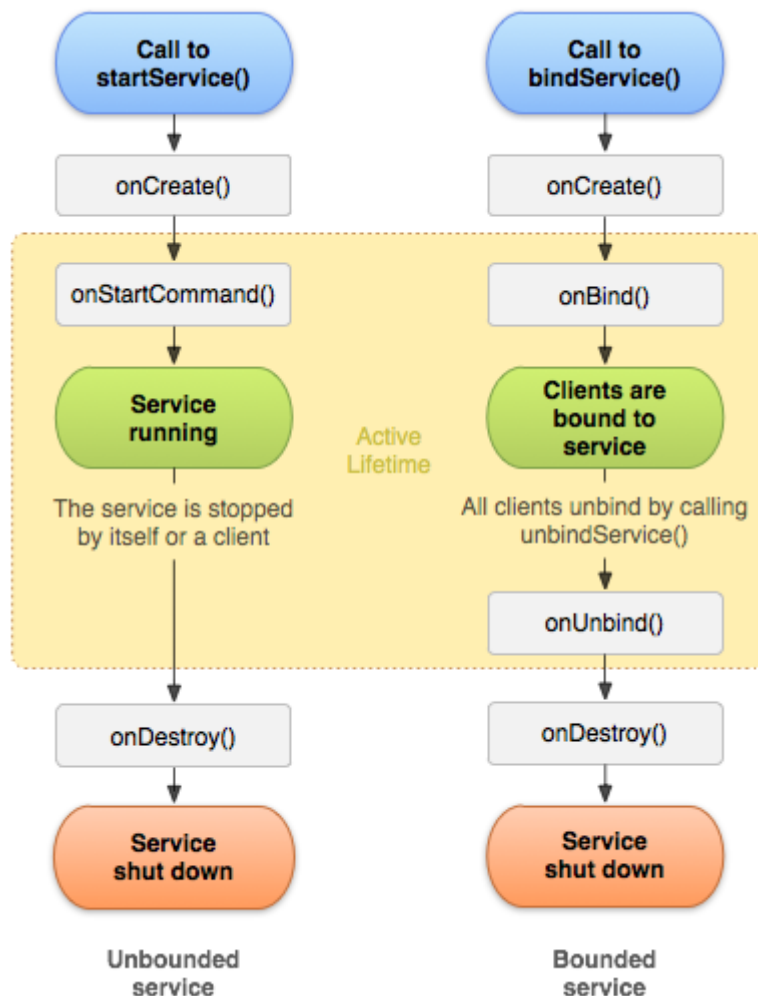 Call to
startService()
onCreate()
onStartCommand()
Service
running
The service is stopped
by itself or a client
onDestroy()
Service
shut down
Unbounded
service
Active
Lifetime
Call to
bindService()
onCreate()
onBind()
Clients are
bound to
service
All clients unbind by calling
unbindService()
onUnbind()
onDestroy()
Service
shut down
Bounded
service